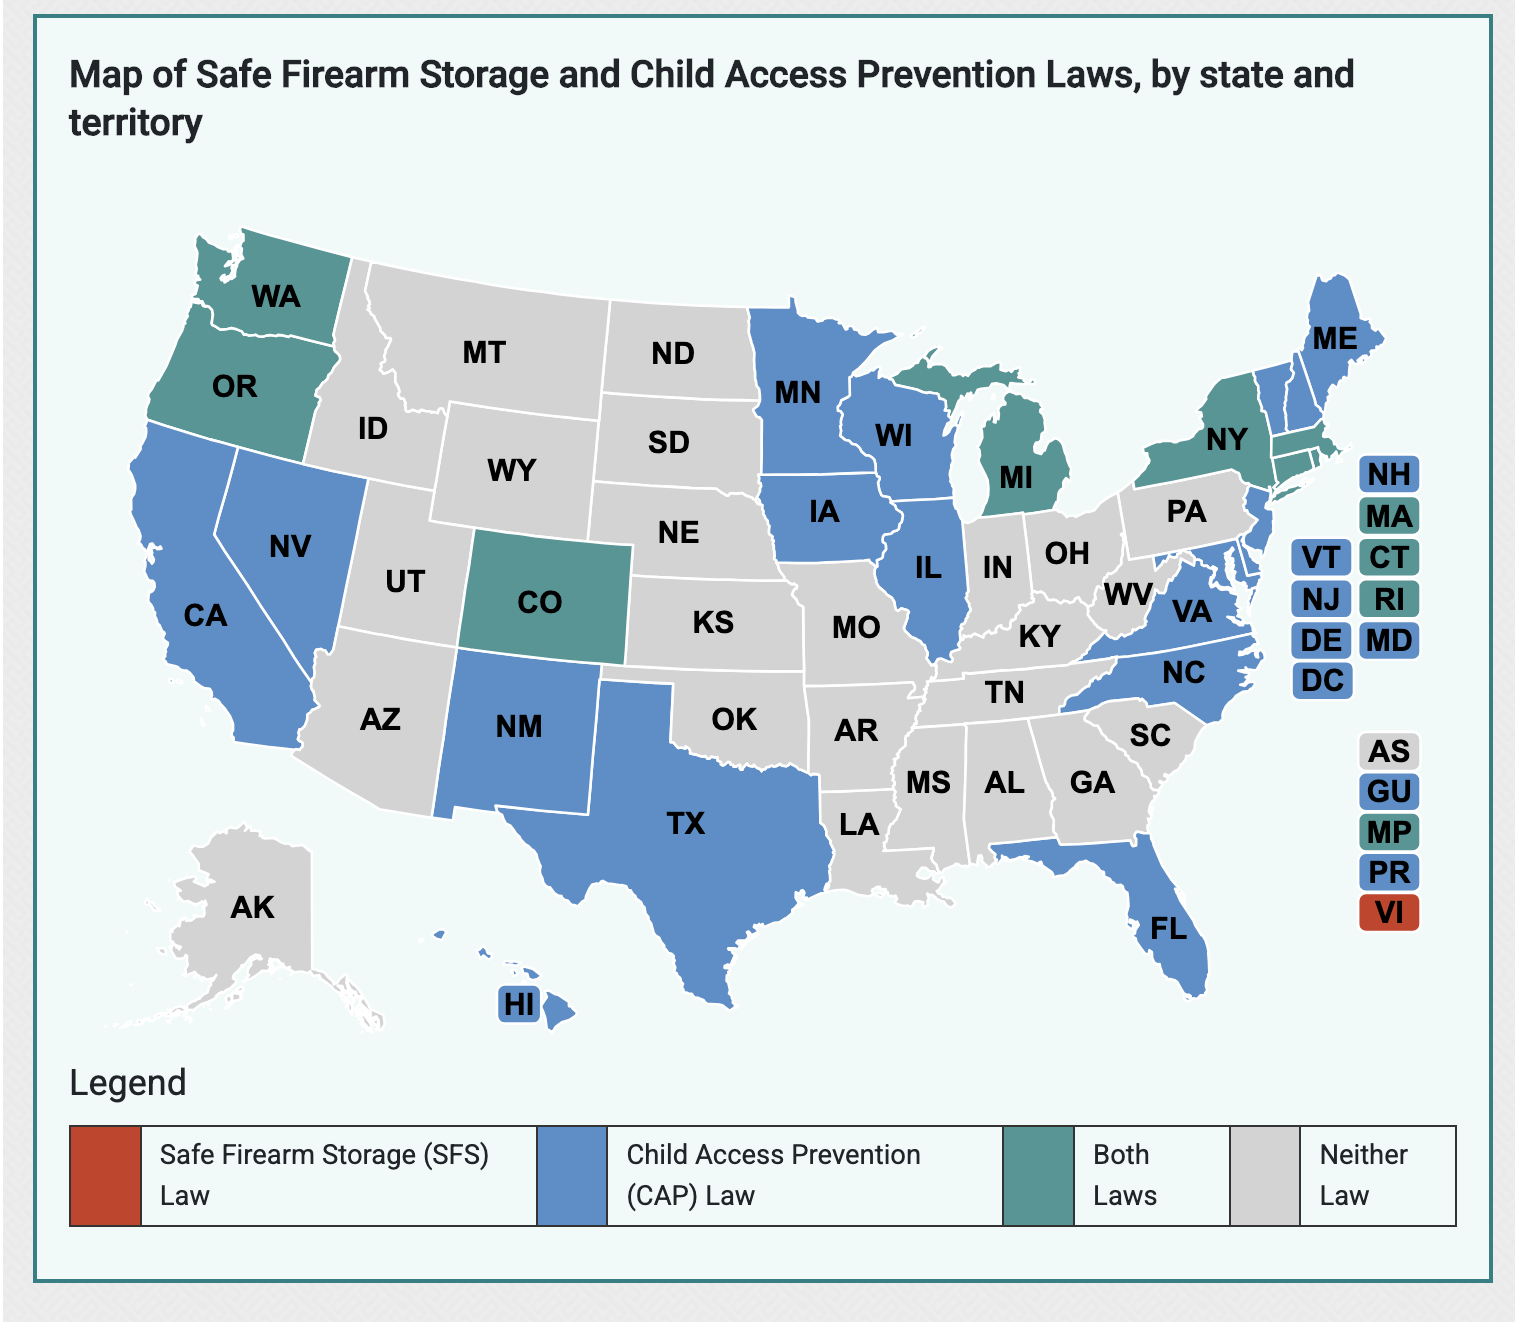 Map of Safe Firearm Storage and Child Access Prevention Laws, by state and
territory
WA
MT
ND
ME
OR
MN
ID
SD
WI
NY
WY
MI
NH
IA
PA
MA
NE
NV
OH
VT
CT
IL
IN
UT
CO
WV
NJ
RI
CA
KS
MO
VA
KY
DE
MD
NC
DC
TN
AZ
NM
OK
AR
SC
AS
MS
AL
GA
GU
TX
LA
MP
PR
AK
VI
FL
HI
Legend
Safe Firearm Storage (SFS)
Law
Child Access Prevention
(CAP) Law
Both
Laws
Neither
Law